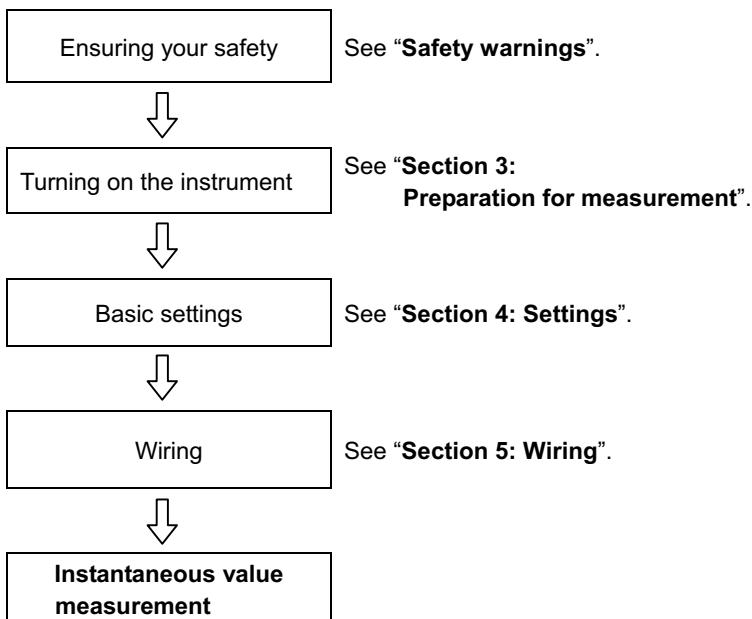 Ensuring your safety
See “Safety warnings”.
Turning on the instrument
See “Section 3:
Preparation for measurement”.
Basic settings
See “Section 4: Settings”.
Wiring
See “Section 5: Wiring”.
Instantaneous value
measurement